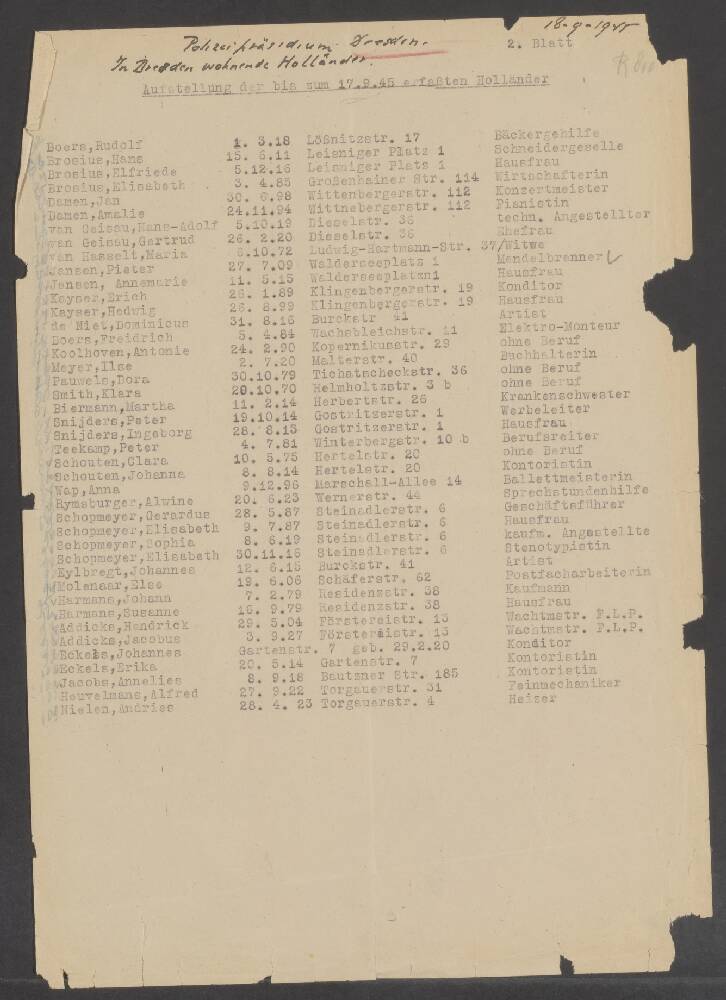 18-9-1945
Polizeipräsidium Dresden.
2. Blatt
In Dresden wohnende Holländer.
Aufstellung der bis zum 17.9.45 erfaßten Holländer
Boers,Rudolf 1. 3.18 Lößnitzstr. 17 Bäckergehilfe
Brosius,Hans 15. 6.11 Leisniger Platz 1 Schneidergeselle
Brosius,Elfriede 5.12.16 Leisniger Platz 1 Hausfrau
Brosius,Elisabeth 3. 4.85 Großenhainer Str. 114 Wirtschafterin
Damen,Jan 30. 6.98 Wittenbergerstr. 112 Konzertmeister
Damen,Amalie 24.11.94 Wittnebergerstr. 112 Pianistin
van Geisau,Hans-Adolf 5.10.19 Dieselstr. 36 techn. Angestellter
van Geisau,Gertrud 26. 2.20 Dieselstr. 36 Ehefrau
van Hasselt,Maria 8.10.72 Ludwig-Hartmann-Str. 37/Witwe
Jansen,Pieter 27. 7.09 Walderseeplatz 1 Mandelbrenner
Jansen, Annemarie 11. 5.15 Walderseeplatz1 Hausfrau
Kayser,Erich 26. 1.89 Klingenbergerstr. 19 Konditor
Kayser,Hedwig 26. 8.99 Klingenbergerstr. 19 Hausfrau
de Niet,Dominicus 31. 8.16 Burckstr 41 Artist
Boers,Freidrich 5. 4.84 Wachsbleichstr. 11 Elektro-Monteur
Koolhoven,Antonie 24. 2.90 Kopernikusstr. 29 ohne Beruf
Meyer,Ilse 2. 7.20 Malterstr. 40 Buchhalterin
Pauwels,Dora 30.10.79 Tichatscheckstr. 36 ohne Beruf
Smith,Klara 20.10.70 Helmholtzstr. 3 b ohne Beruf
Biermann,Martha 11. 2.14 Herbertstr. 26 Krankenschwester
Snijders,Peter 19.10.14 Gostritzerstr. 1 Werbeleiter
Snijders,Ingeborg 28. 8.13 Gostritzerstr. 1 Hausfrau
Teekamp,Peter 4. 7.81 Winterbergstr. 10 b Berufsreiter
Schouten,Clara 10. 5.75 Hertelstr. 20 ohne Beruf
Schouten,Johanna 8. 8.14 Hertelstr. 20 Kontoristin
Wap,Anna 9.12.96 Marschall-Allee 14 Ballettmeisterin
Rymsburger,Alwine 20. 6.23 Wernerstr. 44 Sprechstundenhilfe
Schopmeyer,Gerardus 28. 5.87 Steinadlerstr. 6 Geschäftsführer
Schopmeyer,Elisabeth 9. 7.87 Steinadlerstr. 6 Hausfrau
Schopmeyer,Sophia 8. 6.19 Steinadlerstr. 6 kaufm. Angestellte
Schopmeyer,Elisabeth 30.11.16 Steinadlerstr. 6 Stenotypistin
Eylbregt,Johannes 12. 6.15 Burckstr. 41 Artist
Molenaar,Else 19. 6.06 Schäferstr. 62 Postfacharbeiterin
Harmans,Johann 7. 2.79 Residenzstr. 38 Kaufmann
Harmans,Susanne 16. 9.79 Residenzstr. 38 Hausfrau
Addicks,Hendrick 29. 5.04 Förstereistr. 13 Wachtmstr. F.L.P.
Addicks,Jacobus 3. 9.27 Förstereistr. 13 Wachtmstr. F.L.P.
Eckels,Johannes Gartenstr. 7 geb. 29.2.20 Konditor
Eckels,Erika 20. 5.14 Gartenstr. 7 Kontoristin
Jacobs,Annelies 8. 9.18 Bautzner Str. 185 Kontoristin
Heuvelmans,Alfred 27. 9.22 Torgauerstr. 31 Feinmechaniker
Nielen,Andries 28. 4. 23 Torgauerstr. 4 Heizer